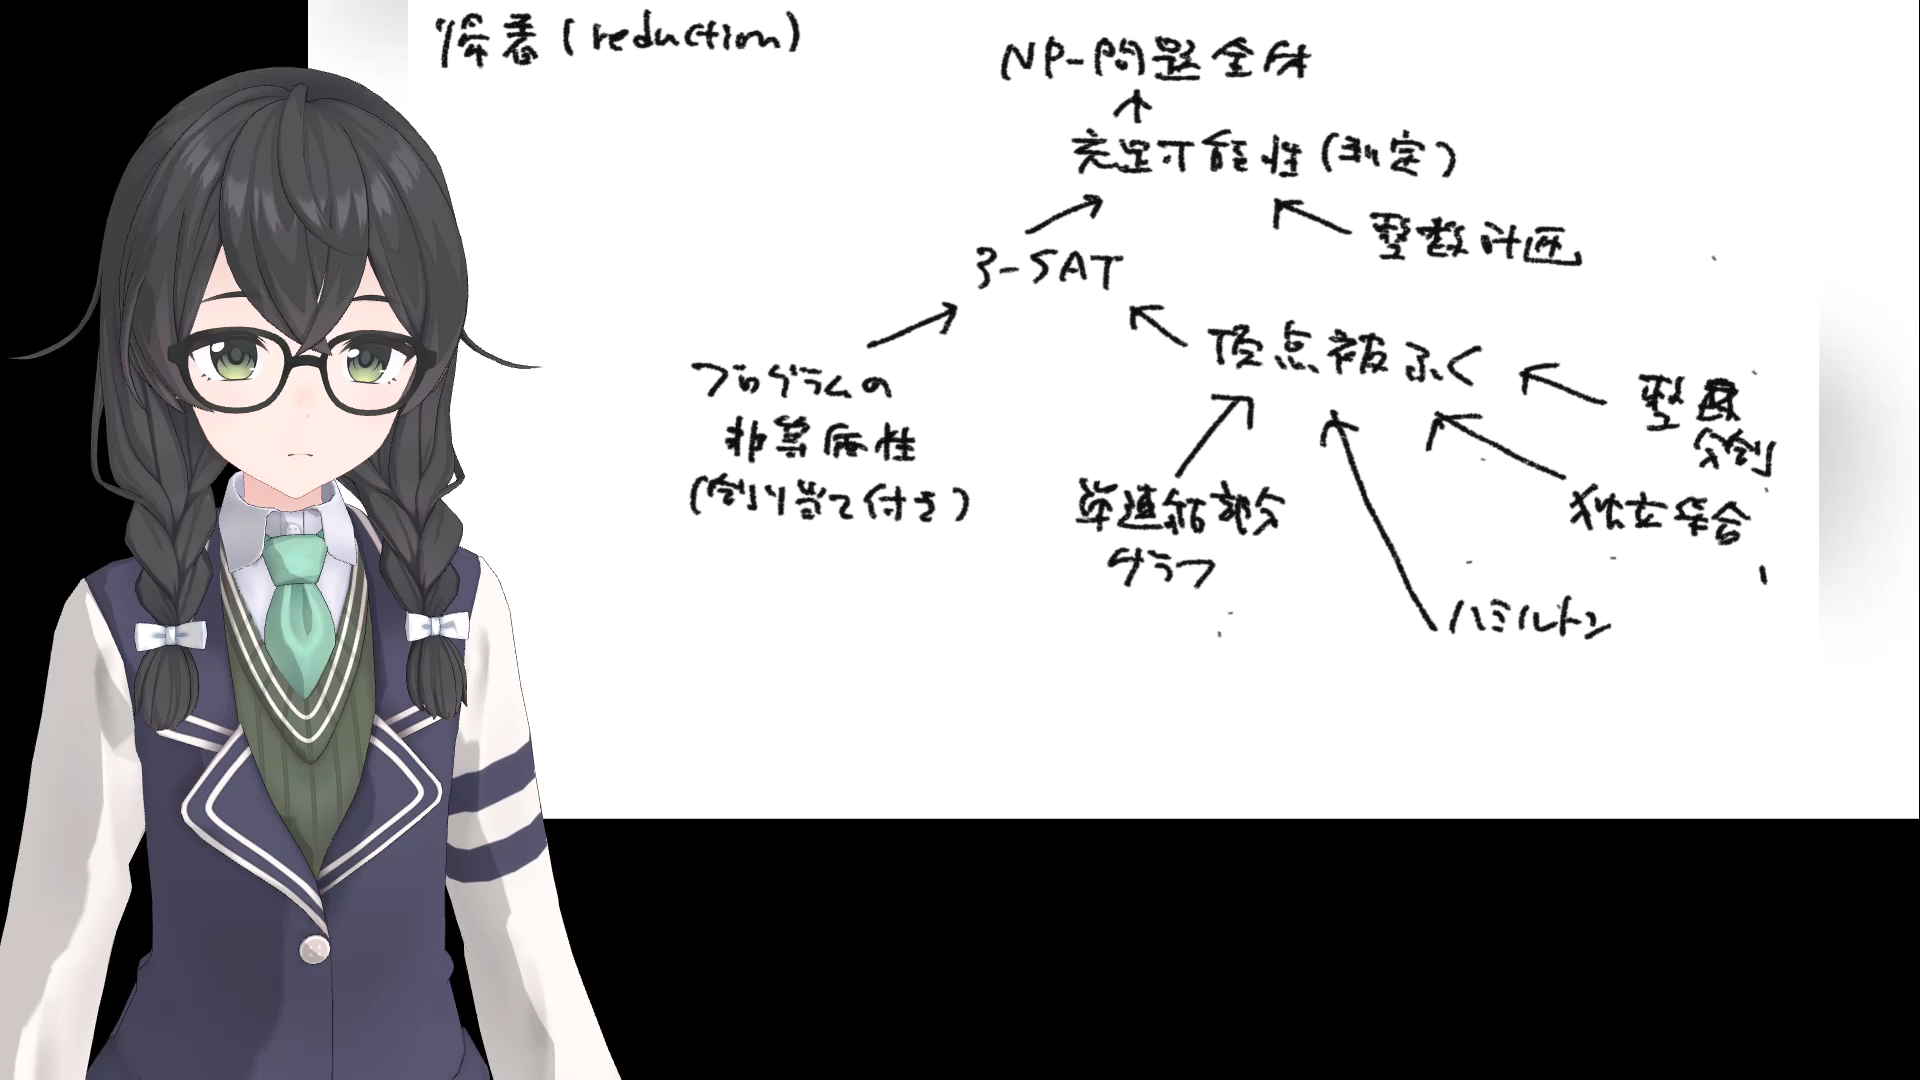 帰着 (reduction)
NP-問題全体
充足可能性 (判定)
整数計画
3-SAT
頂点被ふく
プログラムの
非等価性
(割り当て付き)
整数
分割
単連結部分
グラフ
独立集合
ハミルトン